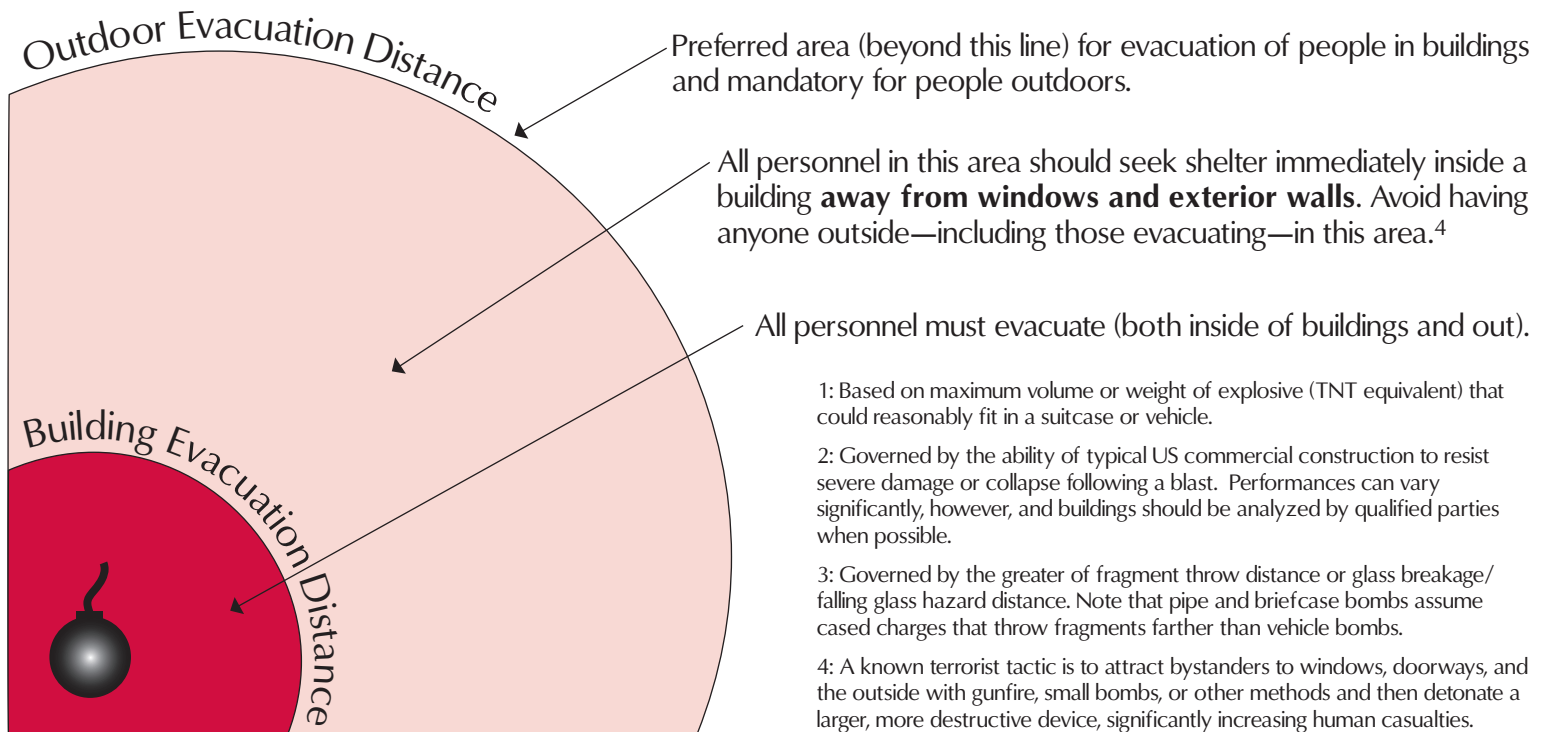 Outdoor Evacuation Distance
Preferred area (beyond this line) for evacuation of people in buildings
and mandatory for people outdoors.
All personnel in this area should seek shelter immediately inside a
building away from windows and exterior walls. Avoid having
anyone outside—including those evacuating—in this area.4
All personnel must evacuate (both inside of buildings and out).
Building Evacuation Distance
1: Based on maximum volume or weight of explosive (TNT equivalent) that
could reasonably fit in a suitcase or vehicle.
2: Governed by the ability of typical US commercial construction to resist
severe damage or collapse following a blast.  Performances can vary
significantly, however, and buildings should be analyzed by qualified parties
when possible.
3: Governed by the greater of fragment throw distance or glass breakage/
falling glass hazard distance. Note that pipe and briefcase bombs assume
cased charges that throw fragments farther than vehicle bombs.
4: A known terrorist tactic is to attract bystanders to windows, doorways, and
the outside with gunfire, small bombs, or other methods and then detonate a
larger, more destructive device, significantly increasing human casualties.